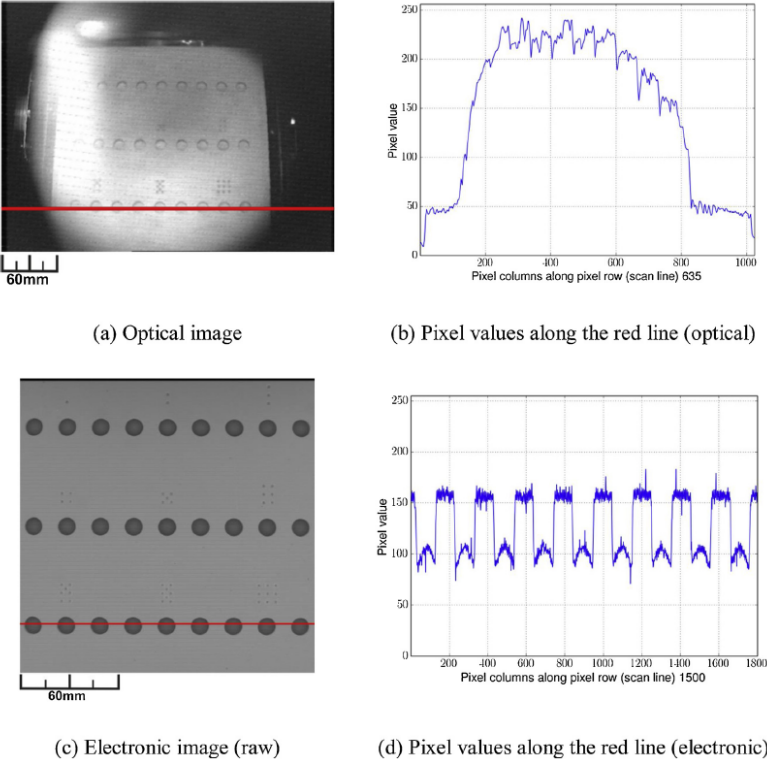 250
200
150
100
50
0
Pixel value
200 400 600 800 1000
Pixel columns along pixel row (scan line) 635
60mm
(a) Optical image
(b) Pixel values along the red line (optical)
250
200
150
100
50
0
Pixel value
200 400 600 800 1000 1200 1400 1600 1800
Pixel columns along pixel row (scan line) 1500
60mm
(c) Electronic image (raw)
(d) Pixel values along the red line (electronic)